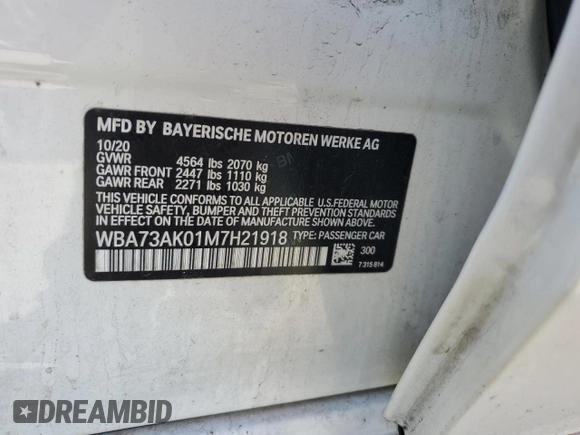 MFD BY BAYERISCHE MOTOREN WERKE AG
10/20
GVWR 4564 lbs 2070 kg
GAWR FRONT 2447 lbs 1110 kg
GAWR REAR 2271 lbs 1030 kg
THIS VEHICLE CONFORMS TO ALL APPLICABLE U.S.FEDERAL MOTOR
VEHICLE SAFETY, BUMPER AND THEFT PREVENTION STANDARDS
IN EFFECT ON THE DATE OF MANUFACTURE SHOWN ABOVE.
WBA73AK01M7H21918 TYPE: PASSENGER CAR
300
7 315 814
DREAMBID